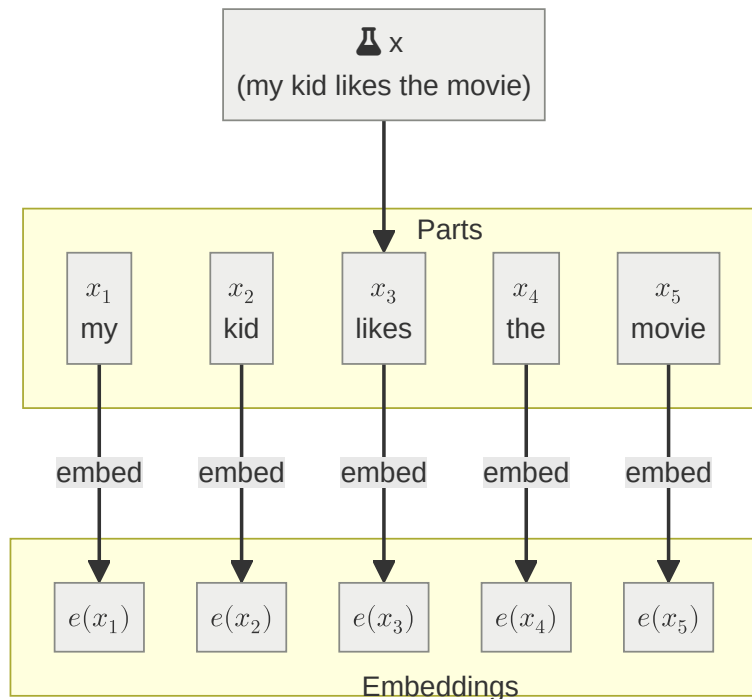 x
(my kid likes the movie)
Parts
x₁ x₂ x₃ x₄ x₅
my kid likes the movie
embed embed embed embed embed
e(x₁) e(x₂) e(x₃) e(x₄) e(x₅)
Embeddings